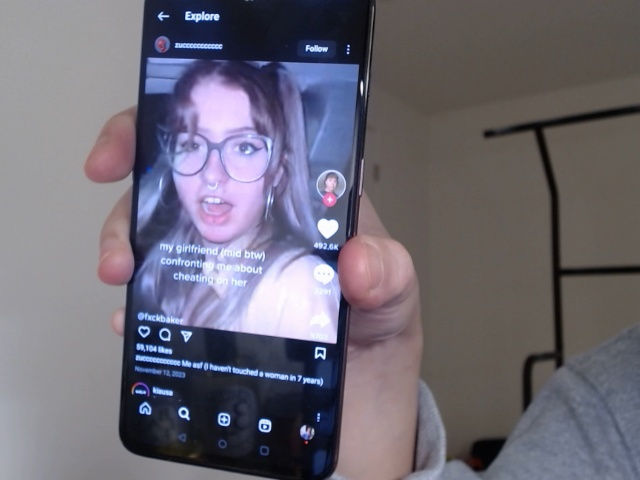 Explore
zuccccccccccc
Follow
492.6K
my girlfriend (mid btw)
confronting me about
cheating on her
@fxckbaker
89,104 likes
zuccccccccccc Me asf (I haven't touched a woman in 7 years)
November 12, 2023
kiausa